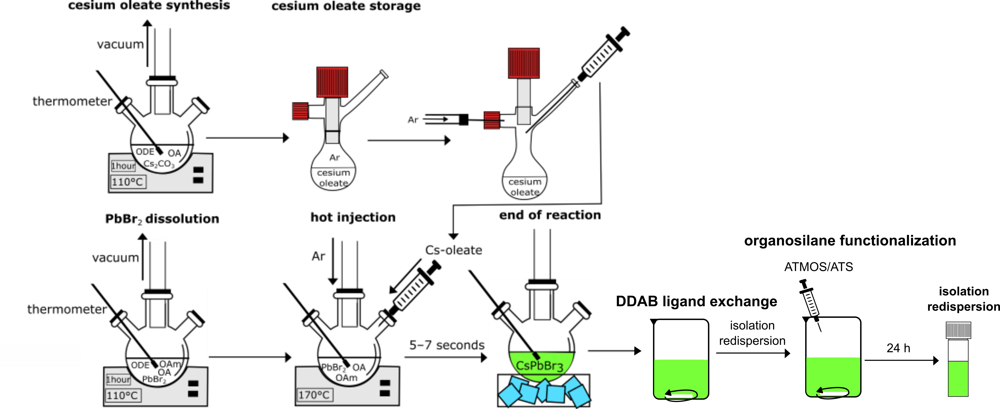 cesium oleate synthesis
cesium oleate storage
vacuum
thermometer
ODE OA
Cs₂CO₃
1hour
110°C
Ar
cesium
oleate
Ar
cesium
oleate
PbBr₂ dissolution
hot injection
end of reaction
vacuum
thermometer
ODE OAm
OA
PbBr₂
1hour
110°C
Ar
Cs-oleate
PbBr₂ OA
OAm
170°C
5–7 seconds
CsPbBr3
DDAB ligand exchange
isolation
redispersion
organosilane functionalization
ATMOS/ATS
24 h
isolation
redispersion